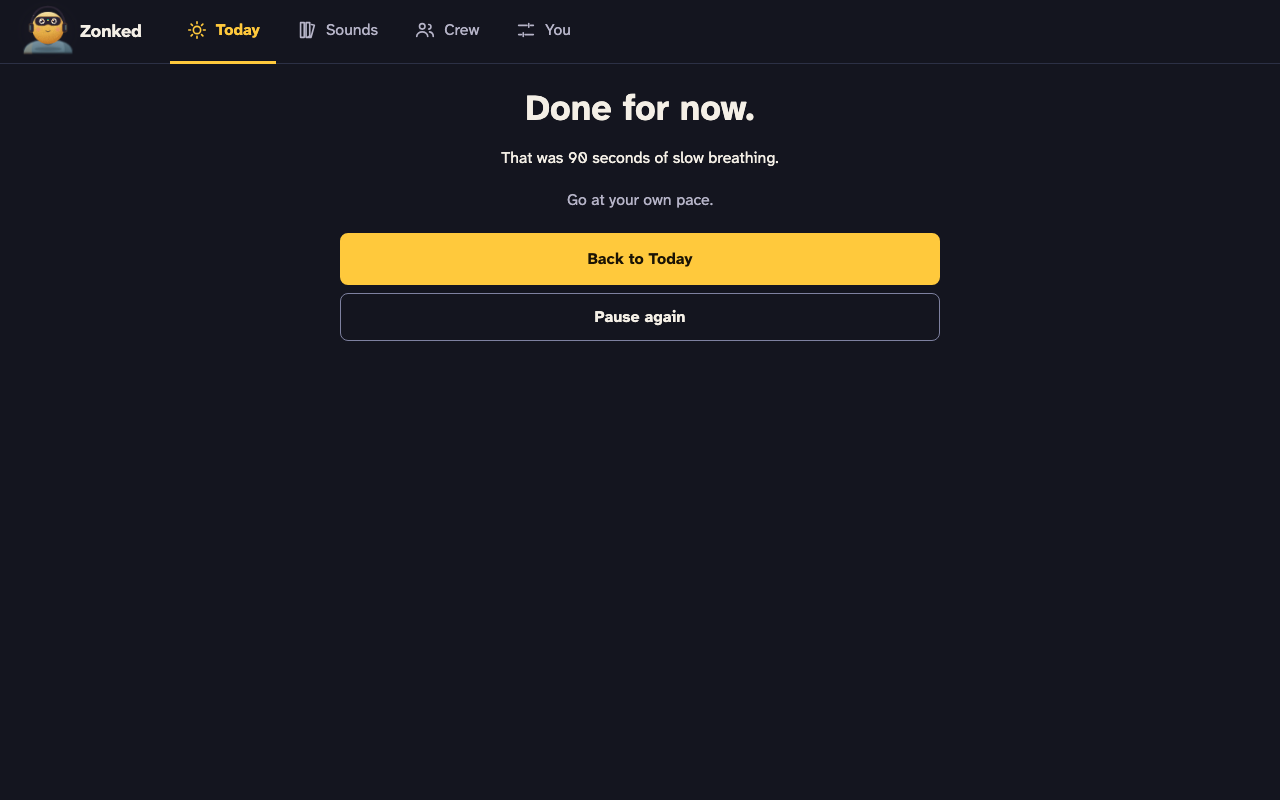 Zonked
Today
Sounds
Crew
You
Done for now.
That was 90 seconds of slow breathing.
Go at your own pace.
Back to Today
Pause again